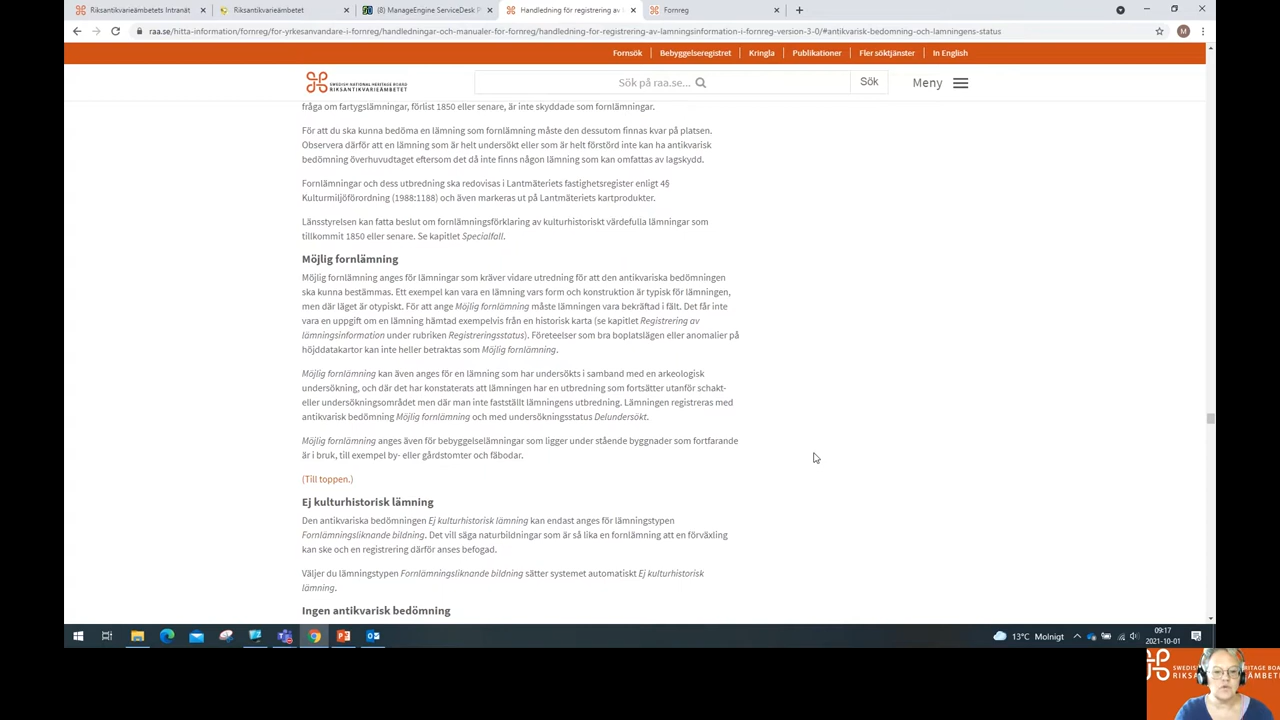 Riksantikvarieämbetets Intranät
Riksantikvarieämbetet
ManageEngine ServiceDesk P
Handledning för registrering av l
Fornreg
raa.se/hitta-information/fornreg/for-yrkesanvandare-i-fornreg/handledningar-och-manualer-for-fornreg/handledning-for-registrering-av-lamningsinformation-i-fornreg-version-3-0/#antikvarisk-bedomning-och-lamningens-status
M
Fornsök
Bebyggelseregistret
Kringla
Publikationer
Fler söktjänster
In English
SWEDISH NATIONAL HERITAGE BOARD
RIKSANTIKVARIEÄMBETET
Sök på raa.se...
Sök
Meny
fråga om fartygslämningar, förlist 1850 eller senare, är inte skyddade som fornlämningar.
För att du ska kunna bedöma en lämning som fornlämning måste den dessutom finnas kvar på platsen.
Observera därför att en lämning som är helt undersökt eller som är helt förstörd inte kan ha antikvarisk
bedömning överhuvudtaget eftersom det då inte finns någon lämning som kan omfattas av lagskydd.
Fornlämningar och dess utbredning ska redovisas i Lantmäteriets fastighetsregister enligt 4§
Kulturmiljöförordning (1988:1188) och även markeras ut på Lantmäteriets kartprodukter.
Länsstyrelsen kan fatta beslut om fornlämningsförklaring av kulturhistoriskt värdefulla lämningar som
tillkommit 1850 eller senare. Se kapitlet Specialfall.
Möjlig fornlämning
Möjlig fornlämning anges för lämningar som kräver vidare utredning för att den antikvariska bedömningen
ska kunna bestämmas. Ett exempel kan vara en lämning vars form och konstruktion är typisk för lämningen,
men där läget är otypiskt. För att ange Möjlig fornlämning måste lämningen vara bekräftad i fält. Det får inte
vara en uppgift om en lämning hämtad exempelvis från en historisk karta (se kapitlet Registrering av
lämningsinformation under rubriken Registreringsstatus). Företeelser som bra boplatslägen eller anomalier på
höjddatakartor kan inte heller betraktas som Möjlig fornlämning.
Möjlig fornlämning kan även anges för en lämning som har undersökts i samband med en arkeologisk
undersökning, och där det har konstaterats att lämningen har en utbredning som fortsätter utanför schakt-
eller undersökningsområdet men där man inte fastställt lämningens utbredning. Lämningen registreras med
antikvarisk bedömning Möjlig fornlämning och med undersökningsstatus Delundersökt.
Möjlig fornlämning anges även för bebyggelselämningar som ligger under stående byggnader som fortfarande
är i bruk, till exempel by- eller gårdstomter och fäbodar.
(Till toppen.)
Ej kulturhistorisk lämning
Den antikvariska bedömningen Ej kulturhistorisk lämning kan endast anges för lämningstypen
Fornlämningsliknande bildning. Det vill säga naturbildningar som är så lika en fornlämning att en förväxling
kan ske och en registrering därför anses befogad.
Väljer du lämningstypen Fornlämningsliknande bildning sätter systemet automatiskt Ej kulturhistorisk
lämning.
Ingen antikvarisk bedömning
13°C Molnigt
09:17
2021-10-01